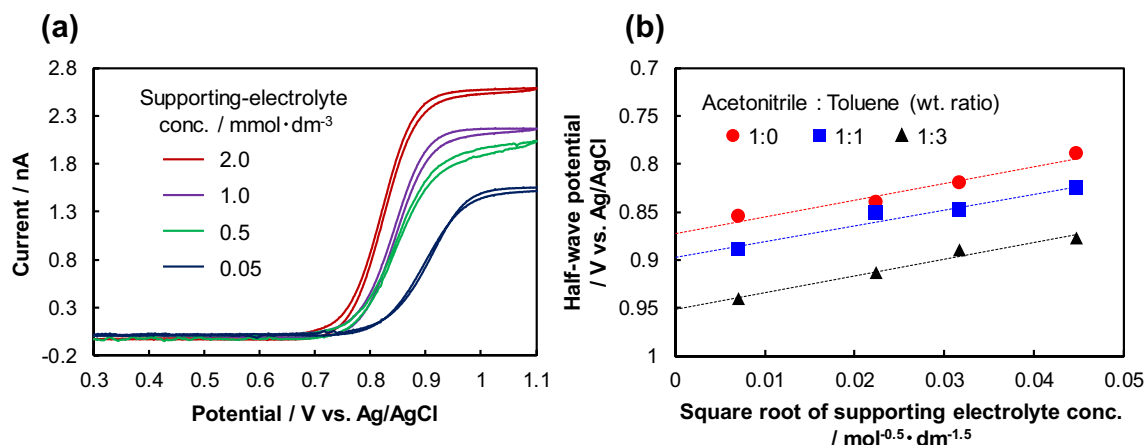 (a)
2.8
2.3
1.8
1.3
0.8
0.3
-0.2
Current / nA
Supporting-electrolyte
conc. / mmol・dm-3
2.0
1.0
0.5
0.05
0.3 0.4 0.5 0.6 0.7 0.8 0.9 1 1.1
Potential / V vs. Ag/AgCl
(b)
0.7
0.8
0.85
0.9
0.95
1
Half-wave potential
/ V vs. Ag/AgCl
Acetonitrile : Toluene (wt. ratio)
1:0 1:1 1:3
0 0.01 0.02 0.03 0.04 0.05
Square root of supporting electrolyte conc.
/ mol-0.5・dm-1.5